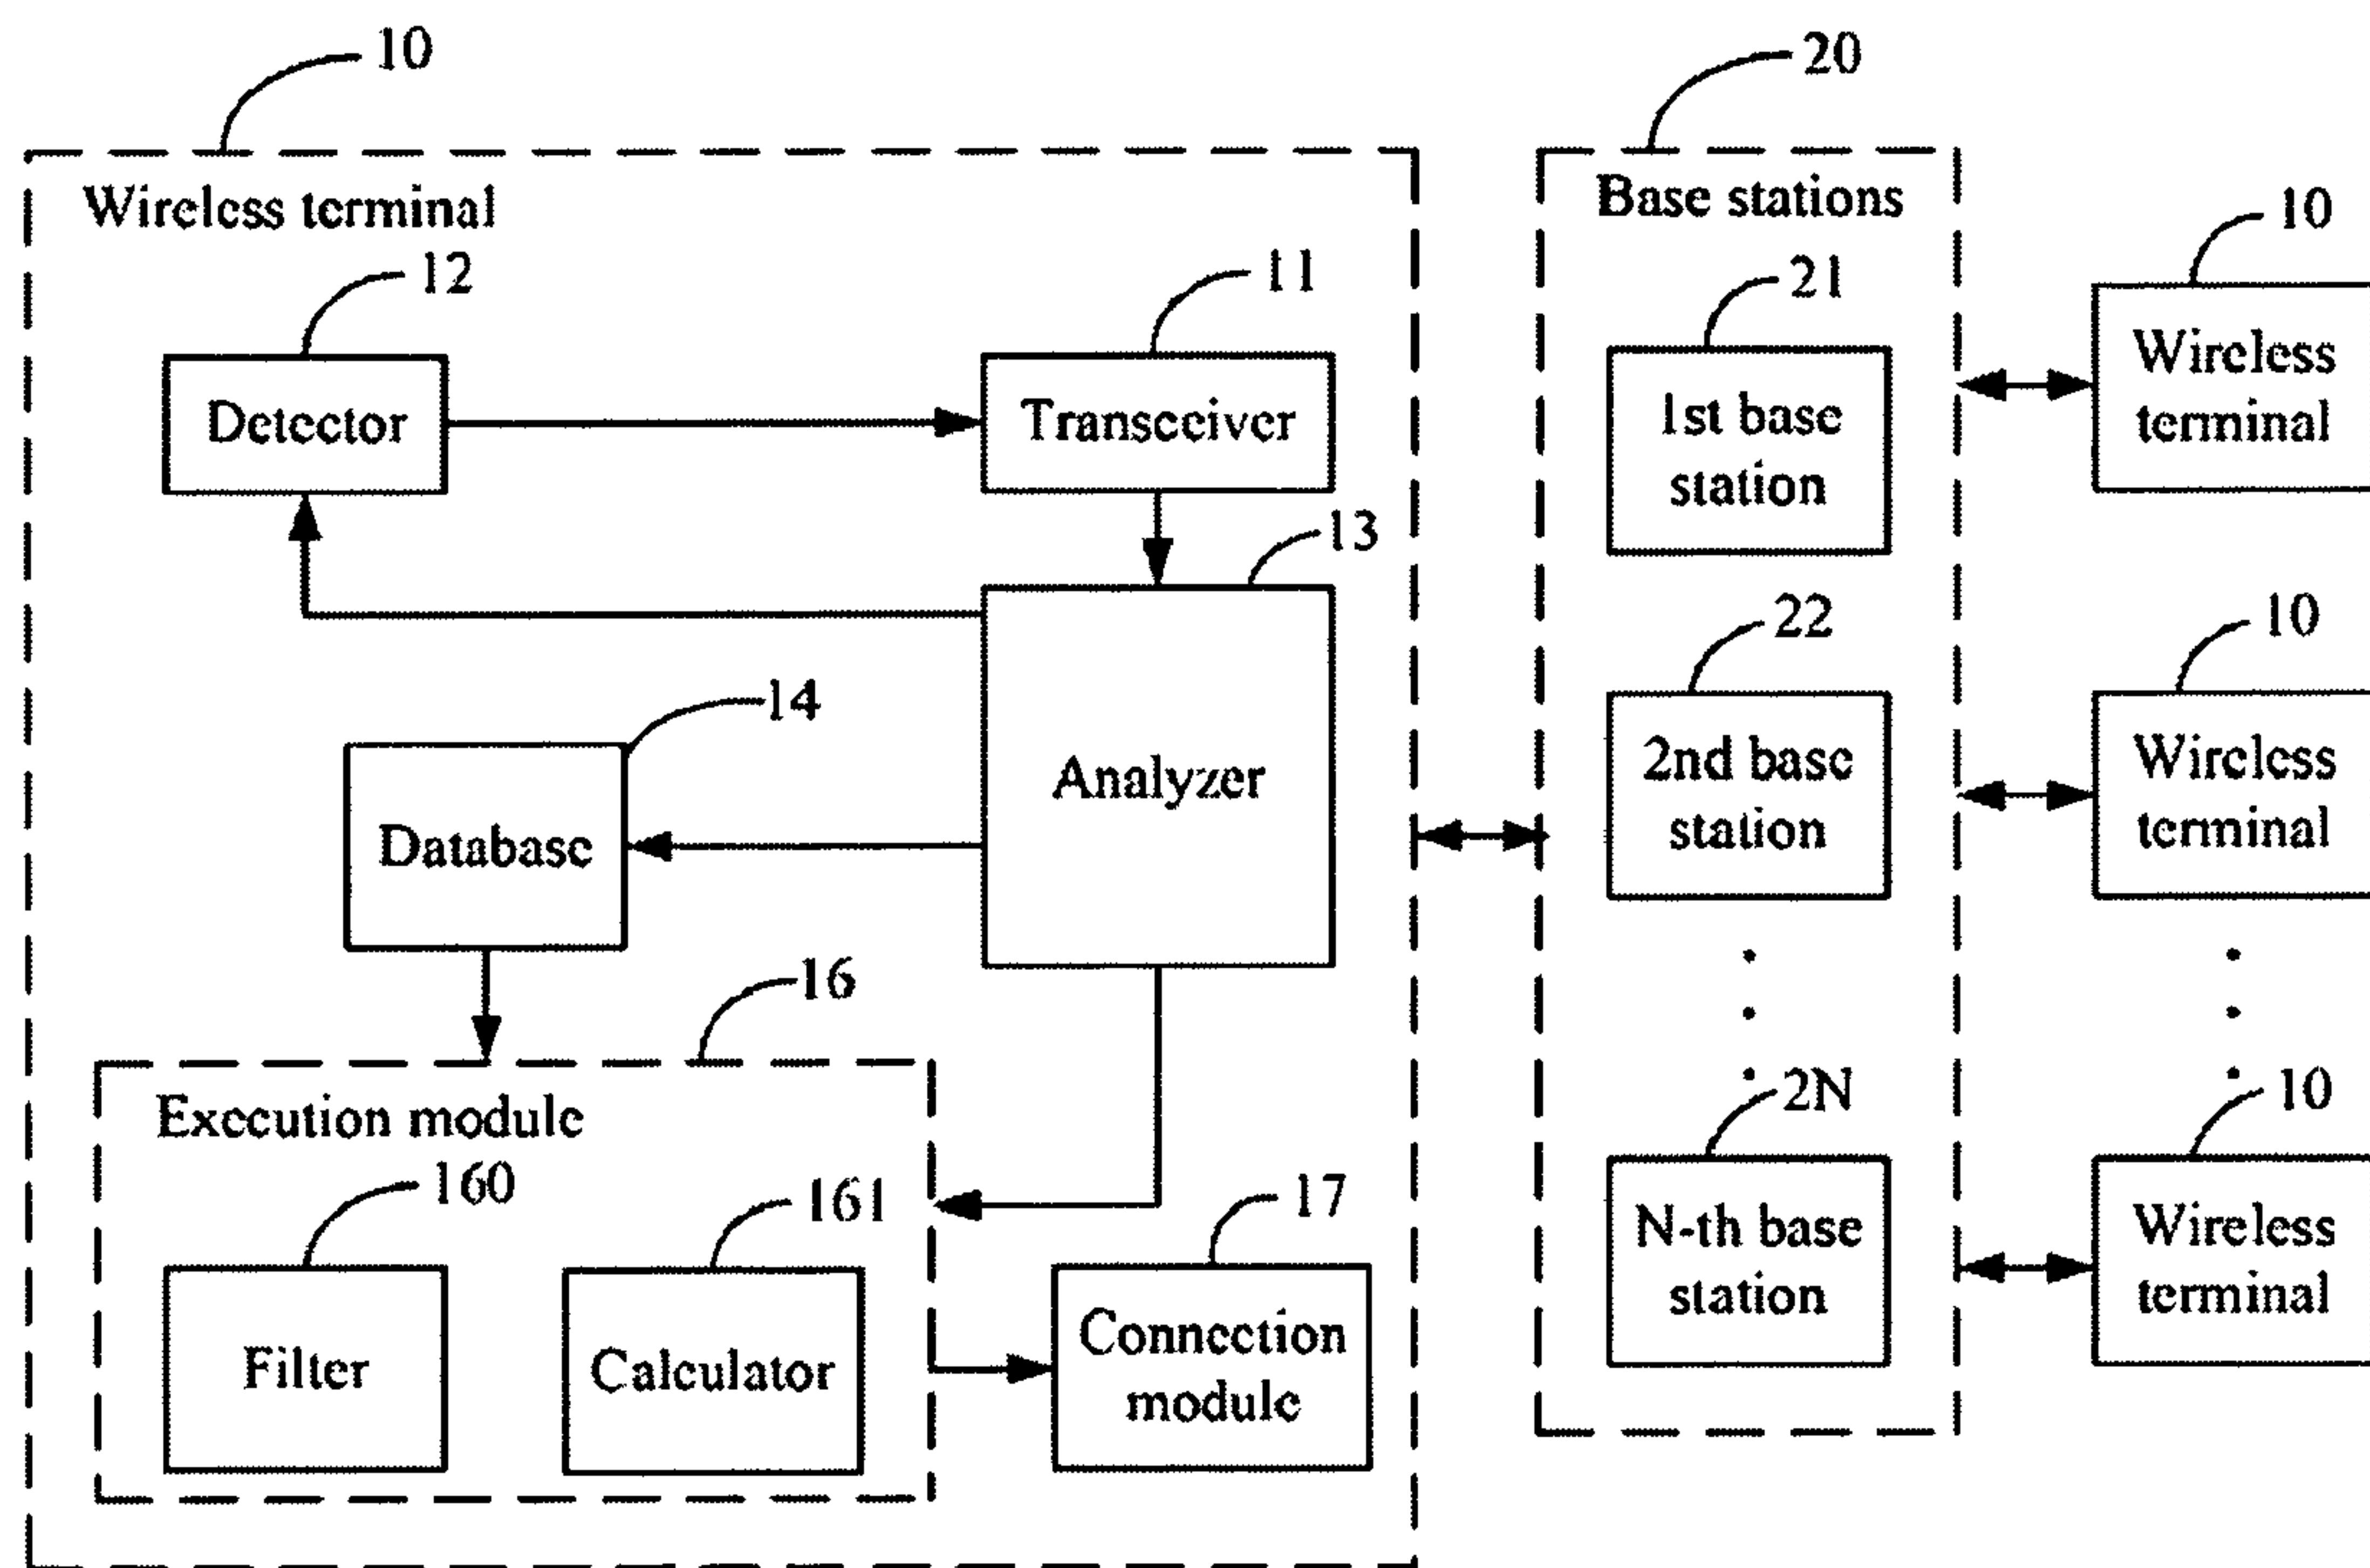 10
20
Wireless terminal
Base stations
10
12
11
21
Detector
Transceiver
1st base
station
Wireless
terminal
13
22
10
14
Analyzer
2nd base
station
Wireless
terminal
Database
16
2N
10
Execution module
160
161
17
N-th base
station
Wireless
terminal
Filter
Calculator
Connection
module